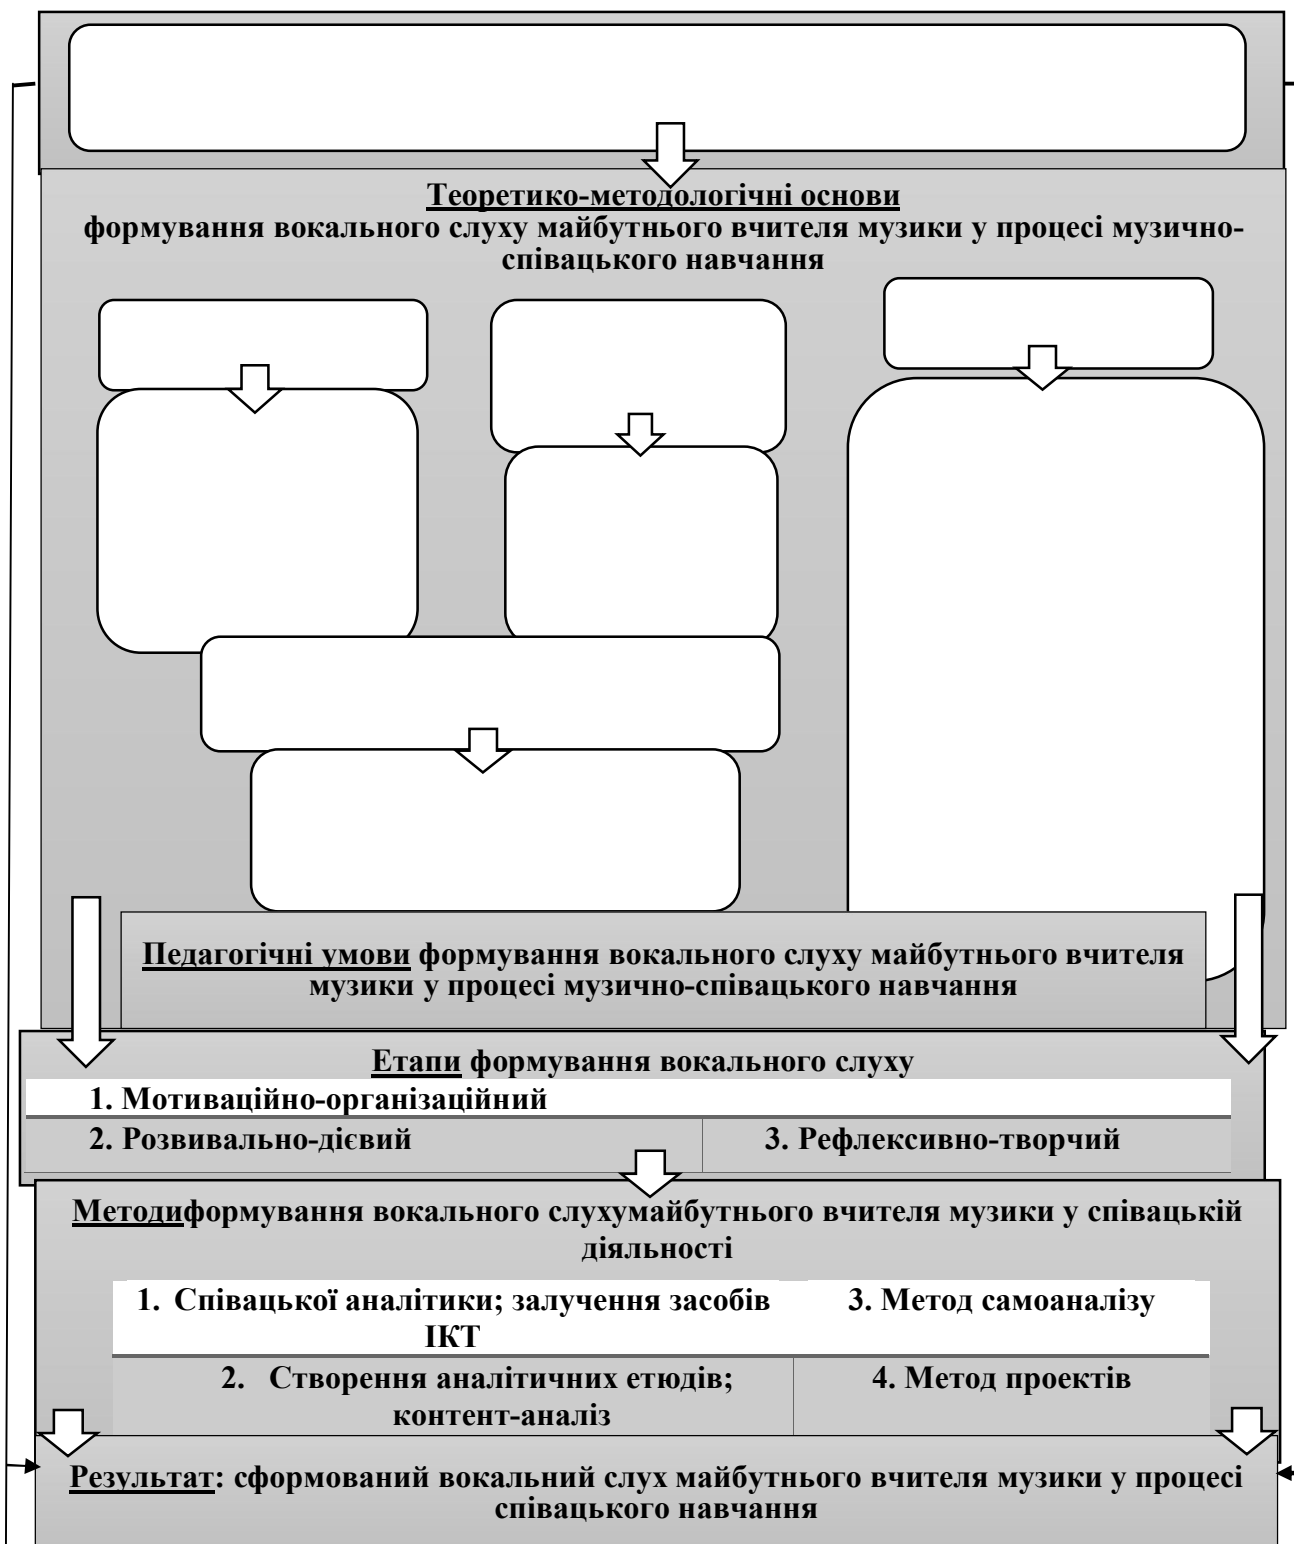 Теоретико-методологічні основи
формування вокального слуху майбутнього вчителя музики у процесі музично-
співацького навчання
Педагогічні умови формування вокального слуху майбутнього вчителя
музики у процесі музично-співацького навчання
Етапи формування вокального слуху
1. Мотиваційно-організаційний
2. Розвивально-дієвий
3. Рефлексивно-творчий
Методиформування вокального слухумайбутнього вчителя музики у співацькій
діяльності
1. Співацької аналітики; залучення засобів
ІКТ
3. Метод самоаналізу
2. Створення аналітичних етюдів;
контент-аналіз
4. Метод проектів
Результат: сформований вокальний слух майбутнього вчителя музики у процесі
співацького навчання